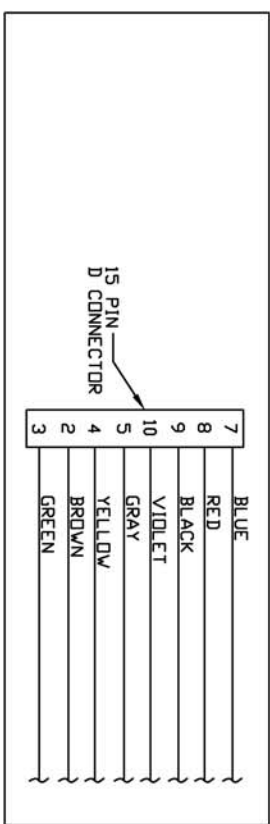 15 PIN
D CONNECTOR
7 BLUE
8 RED
9 BLACK
10 VIOLET
5 GRAY
4 YELLOW
2 BROWN
3 GREEN